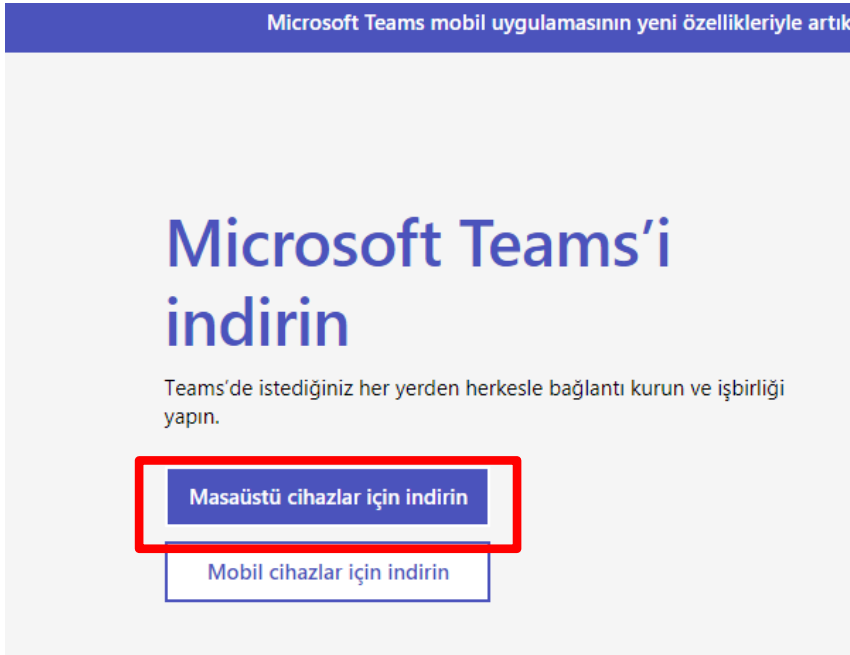 Microsoft Teams mobil uygulamasının yeni özellikleriyle artık
Microsoft Teams’i
indirin
Teams’de istediğiniz her yerden herkesle bağlantı kurun ve işbirliği
yapın.
Masaüstü cihazlar için indirin
Mobil cihazlar için indirin